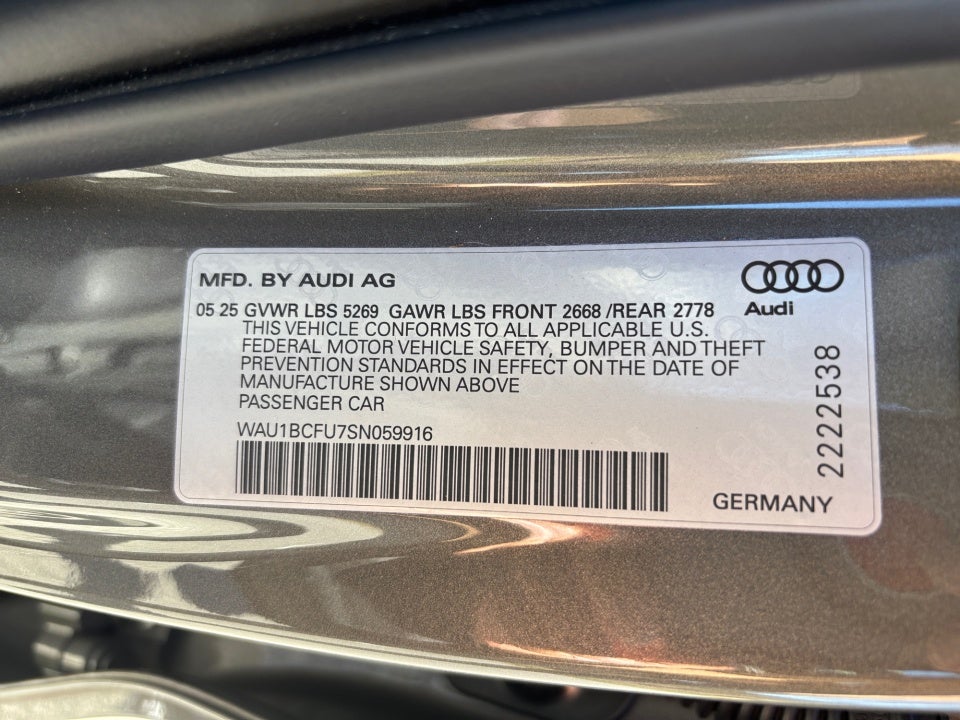 MFD. BY AUDI AG
Audi
05 25 GVWR LBS 5269 GAWR LBS FRONT 2668 /REAR 2778
THIS VEHICLE CONFORMS TO ALL APPLICABLE U.S.
FEDERAL MOTOR VEHICLE SAFETY, BUMPER AND THEFT
PREVENTION STANDARDS IN EFFECT ON THE DATE OF
MANUFACTURE SHOWN ABOVE
PASSENGER CAR
WAU1BCFU7SN059916
2222538
GERMANY